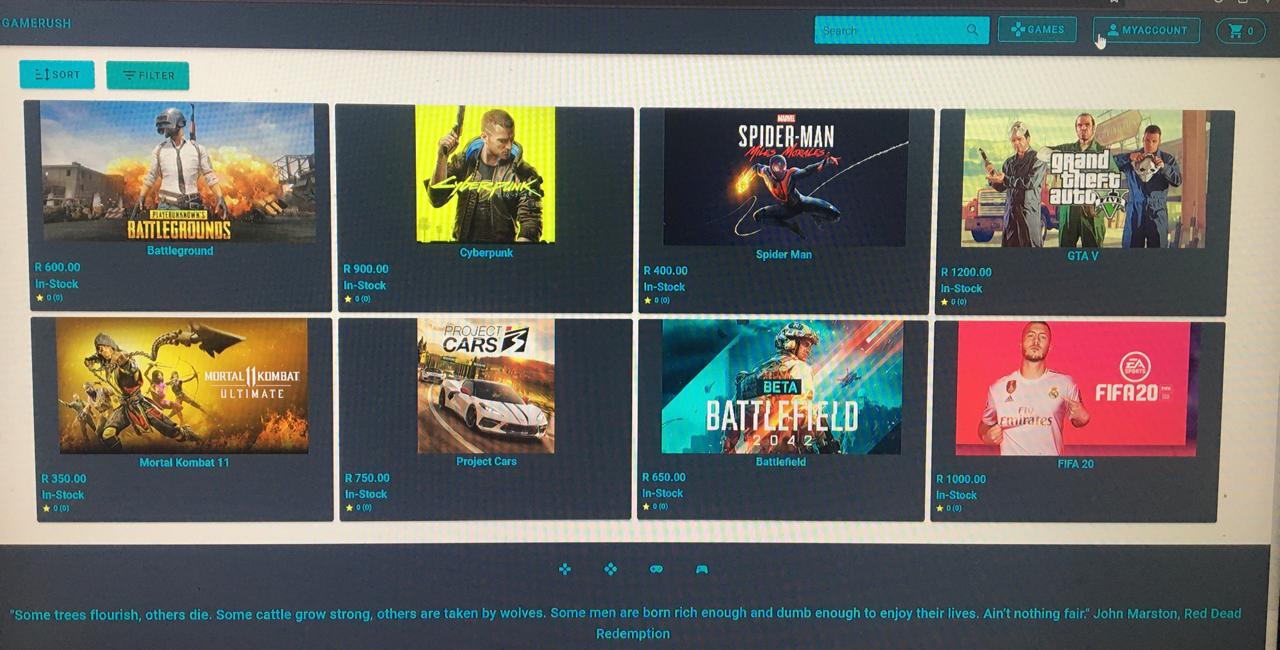 GAMERUSH
Search
GAMES
MYACCOUNT
0
SORT
FILTER
PLAYERUNKNOWN'S
BATTLEGROUNDS
Battleground
R 600.00
In-Stock
0 (0)
Cyberpunk
Cyberpunk
R 900.00
In-Stock
0 (0)
MARVEL
SPIDER-MAN
MILES MORALES
Spider Man
R 400.00
In-Stock
0 (0)
grand
theft
auto V
GTA V
R 1200.00
In-Stock
0 (0)
MORTAL KOMBAT 11
ULTIMATE
Mortal Kombat 11
R 350.00
In-Stock
0 (0)
PROJECT
CARS 3
Project Cars
R 750.00
In-Stock
0 (0)
BETA
BATTLEFIELD
2042
Battlefield
R 650.00
In-Stock
0 (0)
EA
SPORTS
FIFA 20
Fly
Emirates
FIFA 20
R 1000.00
In-Stock
0 (0)
"Some trees flourish, others die. Some cattle grow strong, others are taken by wolves. Some men are born rich enough and dumb enough to enjoy their lives. Ain't nothing fair." John Marston, Red Dead
Redemption